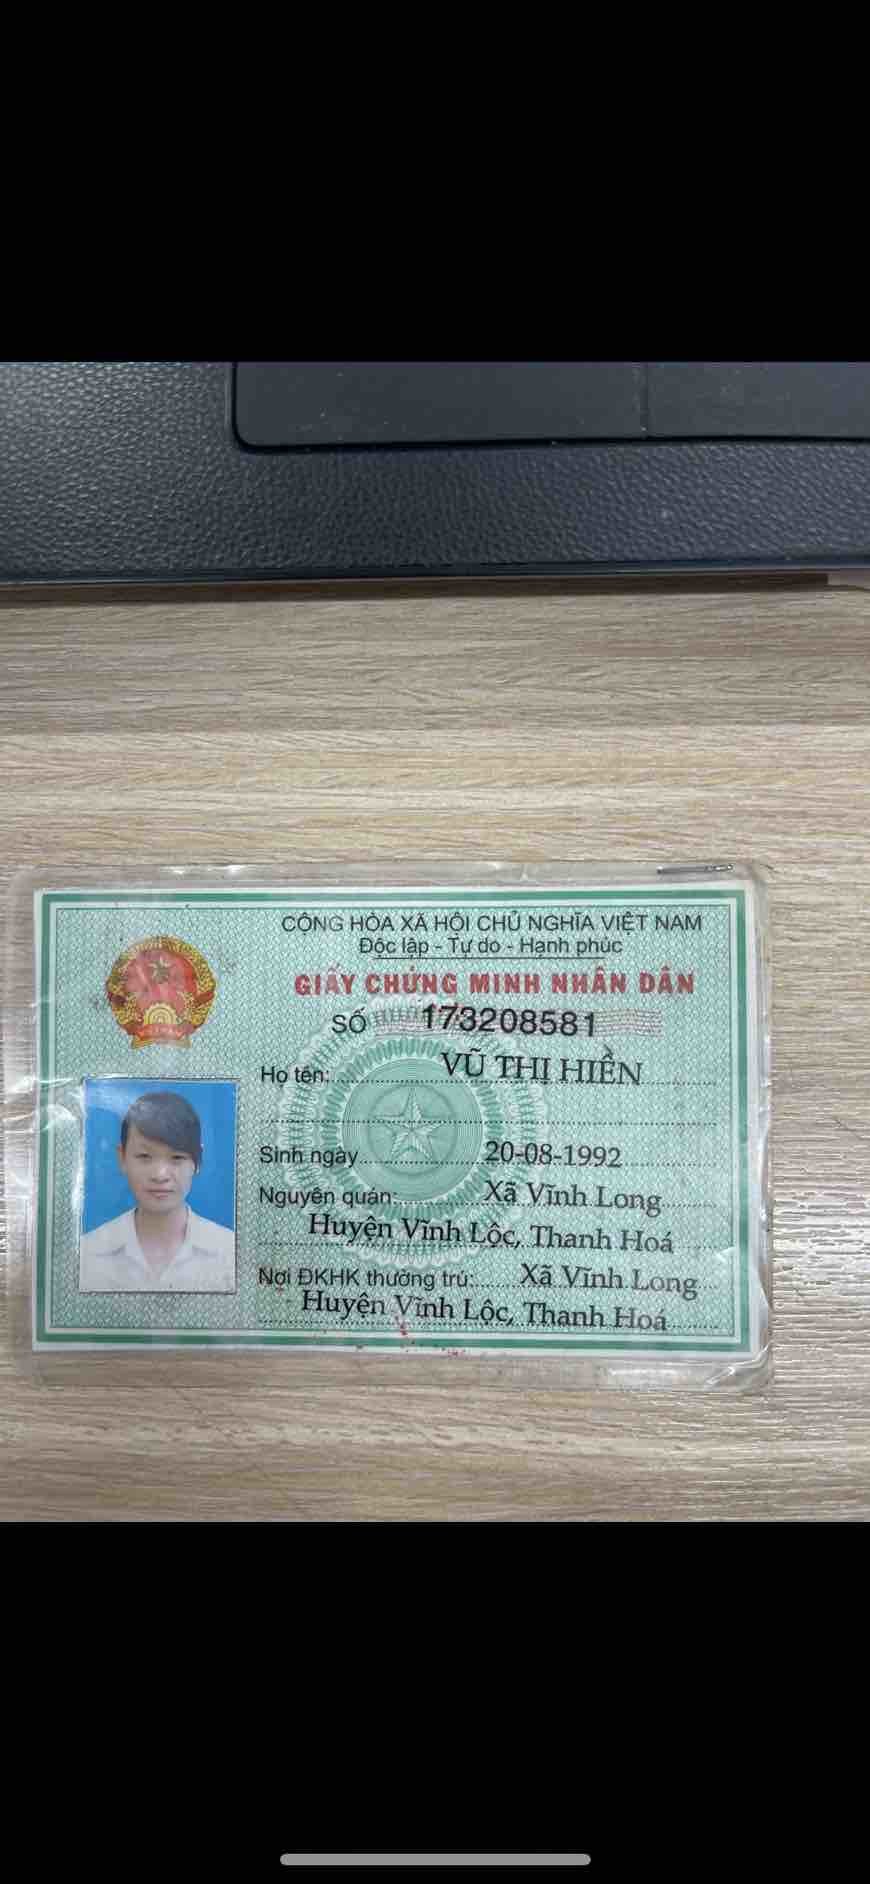 CỘNG HÒA XÃ HỘI CHỦ NGHĨA VIỆT NAM
Độc lập - Tự do - Hạnh phúc
GIẤY CHỨNG MINH NHÂN DÂN
SỐ 173208581
Họ tên: VŨ THỊ HIỀN
Sinh ngày 20-08-1992
Nguyên quán: Xã Vĩnh Long
Huyện Vĩnh Lộc, Thanh Hoá
Nơi ĐKHK thường trú: Xã Vĩnh Long
Huyện Vĩnh Lộc, Thanh Hoá